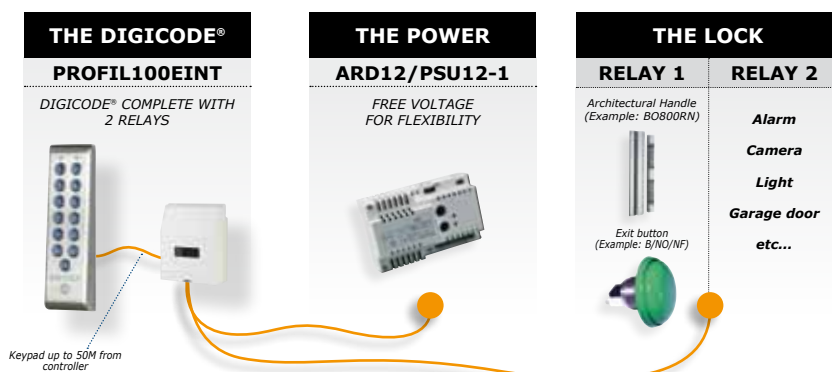 THE DIGICODE®
PROFIL100EINT
DIGICODE® COMPLETE WITH
2 RELAYS
Keypad up to 50M from
controller
THE POWER
ARD12/PSU12-1
FREE VOLTAGE
FOR FLEXIBILITY
THE LOCK
RELAY 1
Architectural Handle
(Example: BO800RN)
Exit button
(Example: B/NO/NF)
RELAY 2
Alarm
Camera
Light
Garage door
etc...